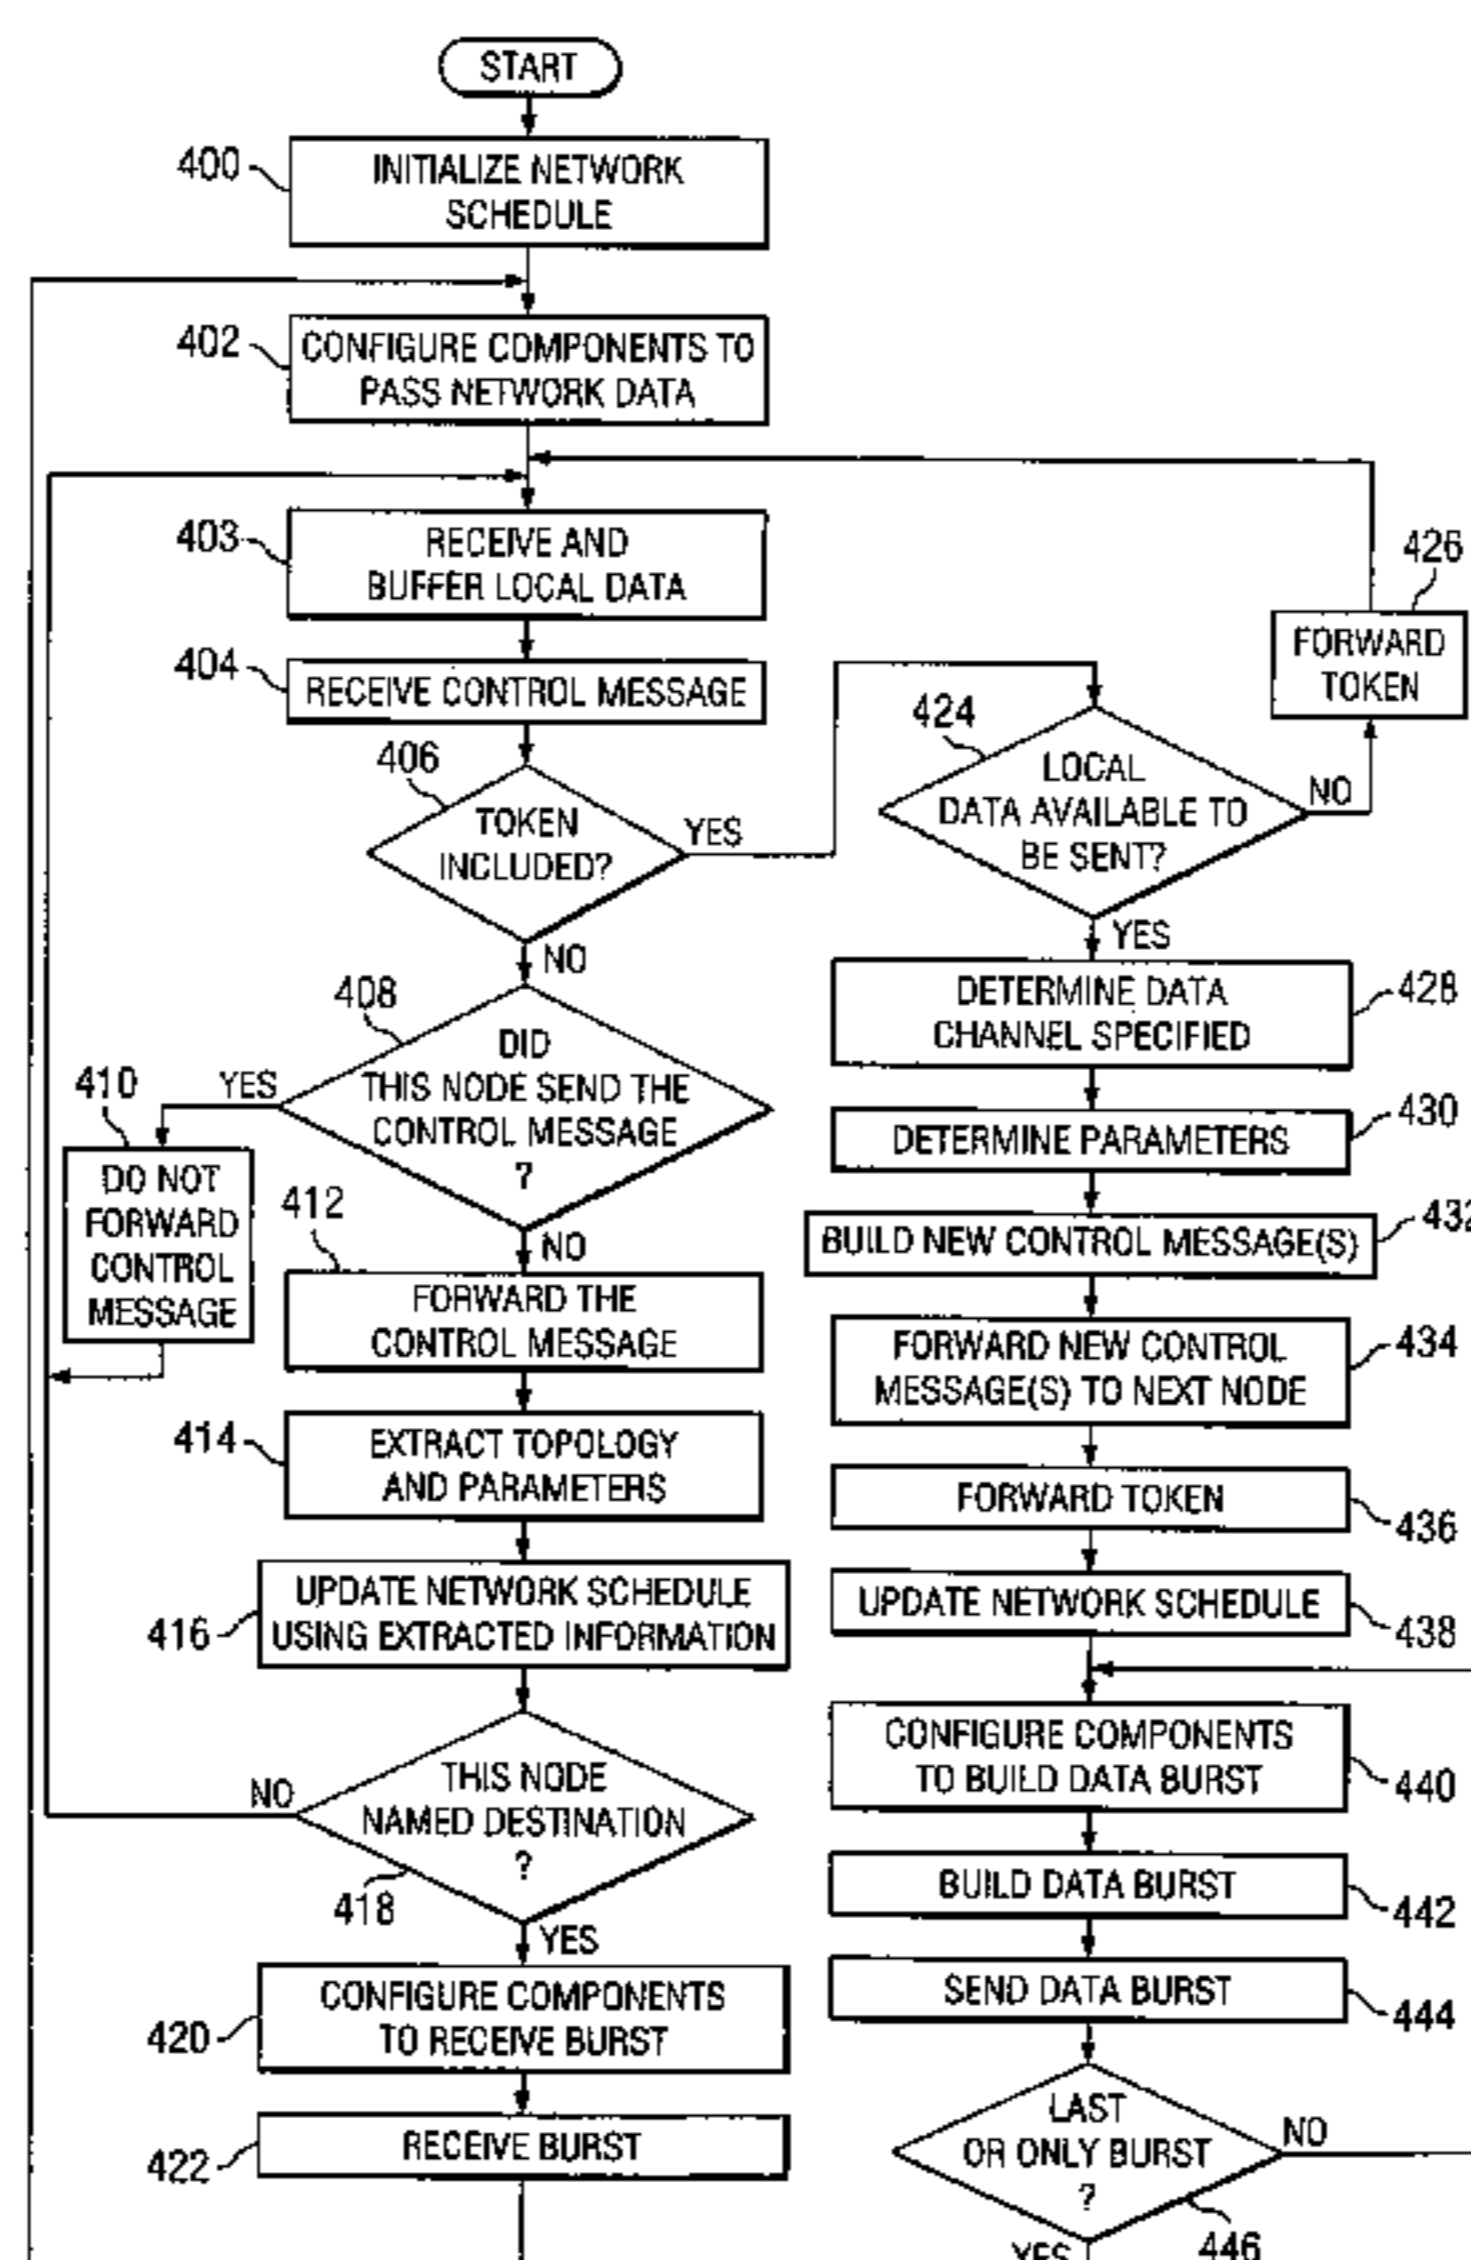 START
400
INITIALIZE NETWORK
SCHEDULE
402
CONFIGURE COMPONENTS TO
PASS NETWORK DATA
403
RECEIVE AND
BUFFER LOCAL DATA
404
RECEIVE CONTROL MESSAGE
406
TOKEN
INCLUDED?
YES
NO
408
DID
THIS NODE SEND THE
CONTROL MESSAGE
?
YES
NO
410
DO NOT
FORWARD
CONTROL
MESSAGE
412
FORWARD THE
CONTROL MESSAGE
414
EXTRACT TOPOLOGY
AND PARAMETERS
416
UPDATE NETWORK SCHEDULE
USING EXTRACTED INFORMATION
NO
THIS NODE
NAMED DESTINATION
?
418
YES
420
CONFIGURE COMPONENTS
TO RECEIVE BURST
422
RECEIVE BURST
424
LOCAL
DATA AVAILABLE TO
BE SENT?
NO
YES
426
FORWARD
TOKEN
DETERMINE DATA
CHANNEL SPECIFIED
428
DETERMINE PARAMETERS
430
BUILD NEW CONTROL MESSAGE(S)
432
FORWARD NEW CONTROL
MESSAGE(S) TO NEXT NODE
434
FORWARD TOKEN
436
UPDATE NETWORK SCHEDULE
438
CONFIGURE COMPONENTS
TO BUILD DATA BURST
440
BUILD DATA BURST
442
SEND DATA BURST
444
LAST
OR ONLY BURST
?
NO
446
YES